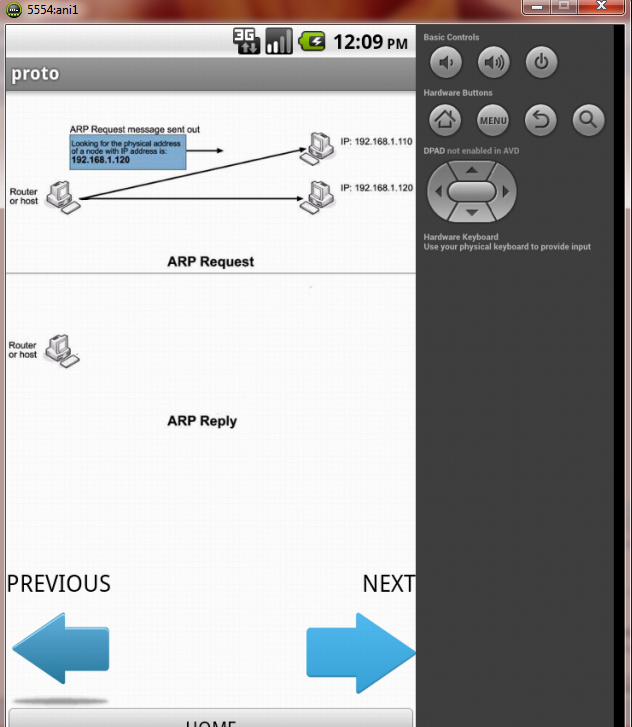 5554:ani1
3G
12:09 PM
proto
Basic Controls
Hardware Buttons
MENU
DPAD not enabled in AVD
Hardware Keyboard
Use your physical keyboard to provide input
ARP Request message sent out
Looking for the physical address
of a node with IP address is:
192.168.1.120
IP: 192.168.1.110
Router
or host
IP: 192.168.1.120
ARP Request
Router
or host
ARP Reply
PREVIOUS
NEXT
HOME